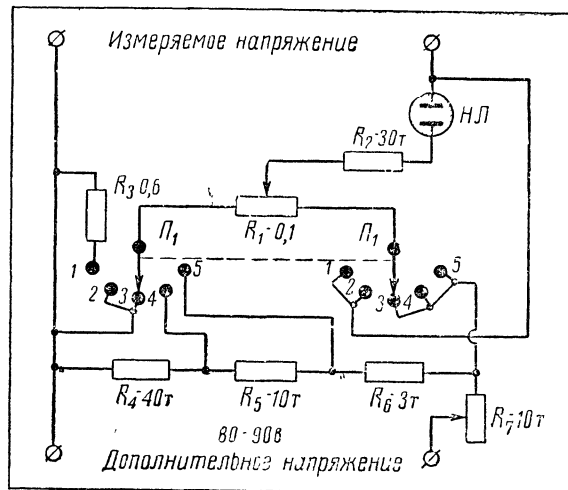 Измеряемое напряжение
НЛ
R2-30т
R3 0,6
R1-0,1
П1
П1
1
2
3
4
5
1
2
3
4
5
R4-40т
R5-10т
R6-3т
R7-10т
80-90в
Дополнительное напряжение